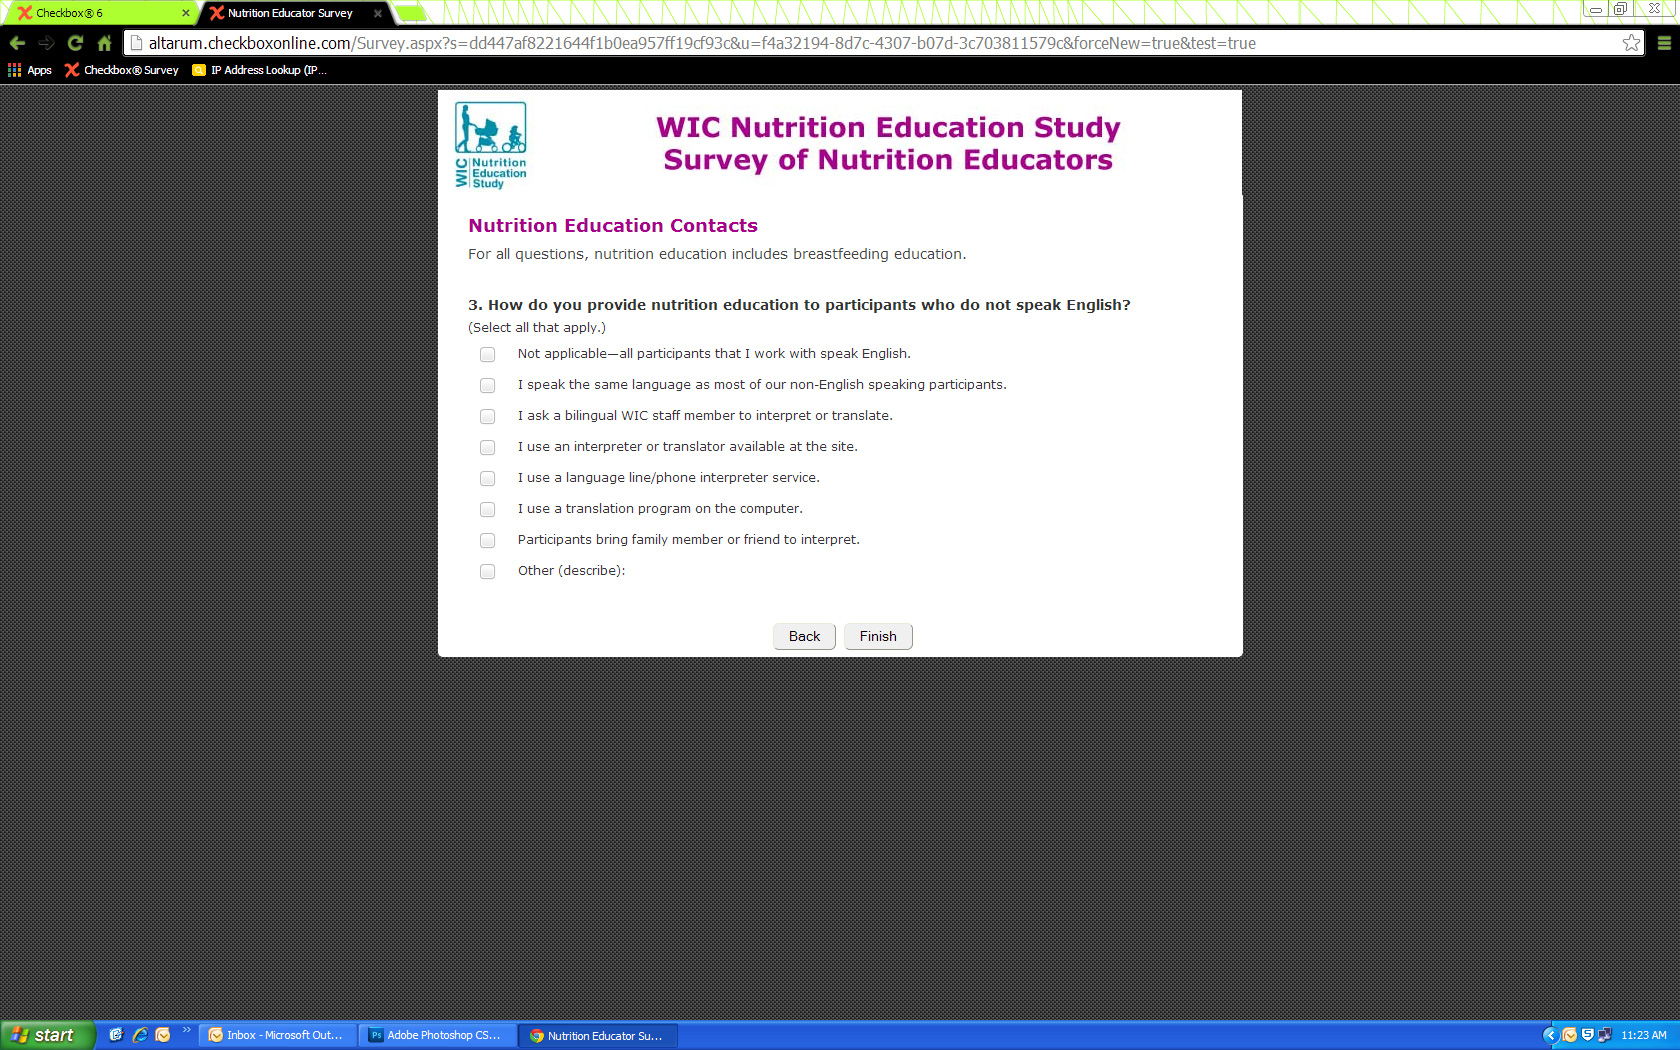 Checkbox® 6
Nutrition Educator Survey
altarum.checkboxonline.com/Survey.aspx?s=dd447af8221644f1b0ea957ff19cf93c&u=f4a32194-8d7c-4307-b07d-3c703811579c&forceNew=true&test=true
Apps Checkbox® Survey IP Address Lookup (IP...
WIC Nutrition Education Study
WIC Nutrition Education Study
Survey of Nutrition Educators
Nutrition Education Contacts
For all questions, nutrition education includes breastfeeding education.
3. How do you provide nutrition education to participants who do not speak English?
(Select all that apply.)
Not applicable—all participants that I work with speak English.
I speak the same language as most of our non-English speaking participants.
I ask a bilingual WIC staff member to interpret or translate.
I use an interpreter or translator available at the site.
I use a language line/phone interpreter service.
I use a translation program on the computer.
Participants bring family member or friend to interpret.
Other (describe):
Back Finish
start Inbox - Microsoft Out... Ps Adobe Photoshop CS... Nutrition Educator Su... 11:23 AM